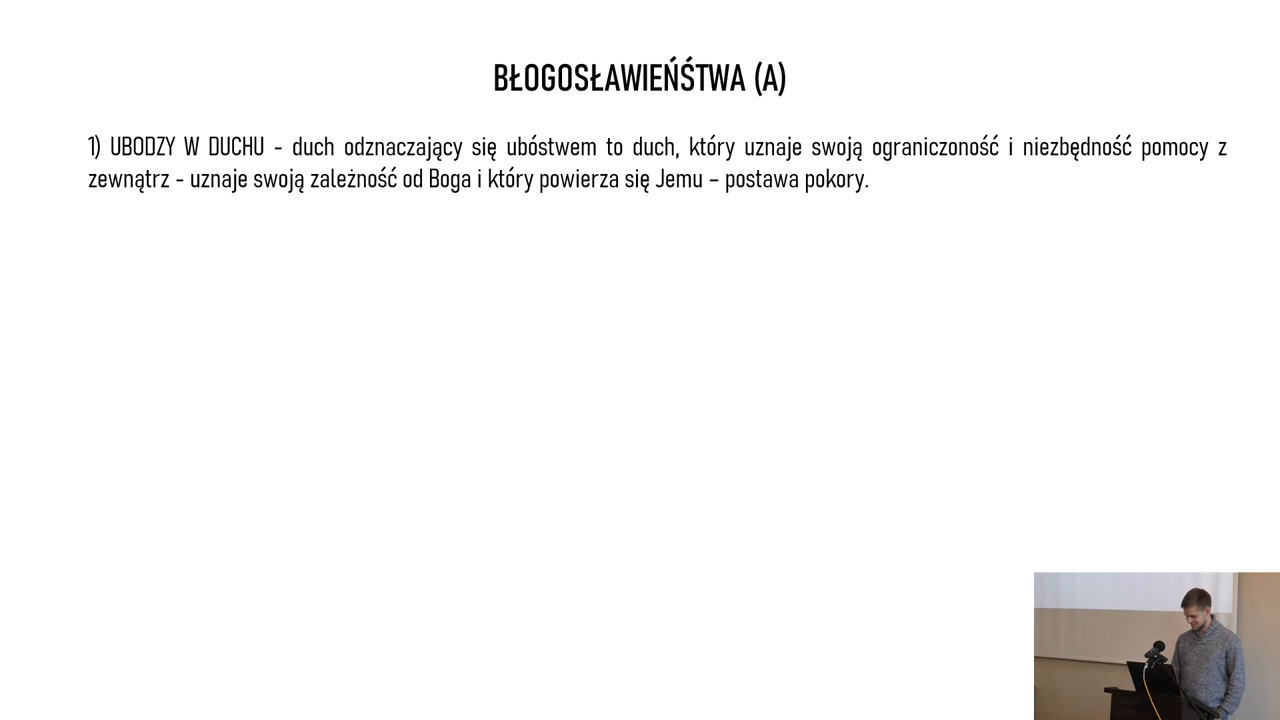 BŁOGOSŁAWIEŃŚTWA (A)
1) UBODZY W DUCHU - duch odznaczający się ubóstwem to duch, który uznaje swoją ograniczoność i niezbędność pomocy z
zewnątrz - uznaje swoją zależność od Boga i który powierza się Jemu – postawa pokory.